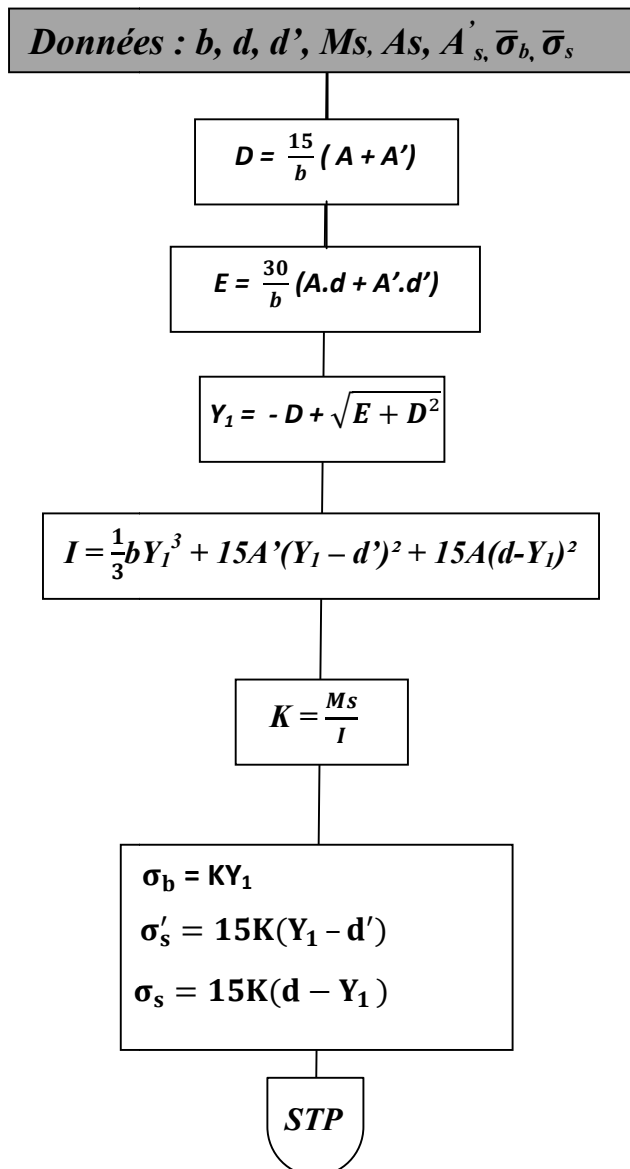 Données : b, d, d’, Ms, As, A’s, σ̅b, σ̅s
D = 15/b ( A + A’)
E = 30/b (A.d + A’.d’)
Y₁ = - D + √(E + D²)
I = 1/3 bY₁³ + 15A’(Y₁ – d’)² + 15A(d-Y₁)²
K = Ms/I
σb = KY₁
σ′s = 15K(Y₁ – d′)
σs = 15K(d − Y₁ )
STP